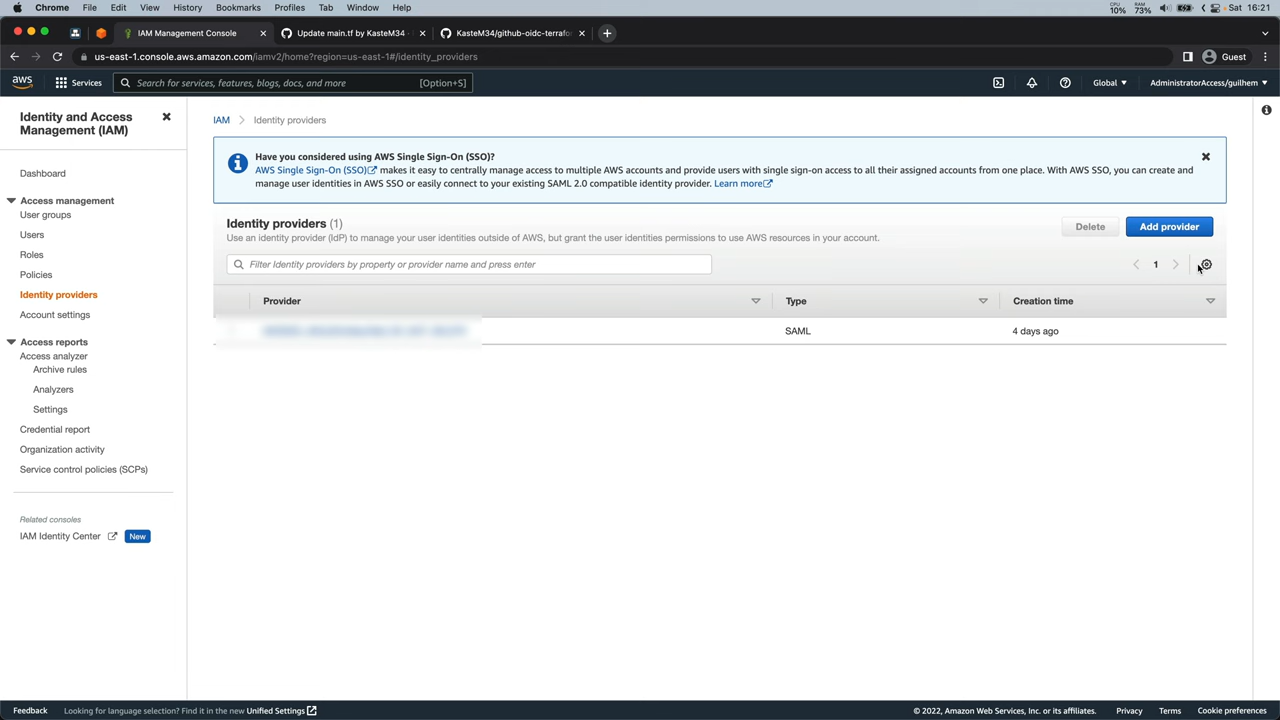 Chrome File Edit View History Bookmarks Profiles Tab Window Help CPU 10% RAM 73% Sat 16:21
IAM Management Console Update main.tf by KasteM34 · KasteM34/github-oidc-terrafo
us-east-1.console.aws.amazon.com/iamv2/home?region=us-east-1#/identity_providers Guest
aws Services Search for services, features, blogs, docs, and more [Option+S] Global AdministratorAccess/guilhem
Identity and Access Management (IAM)
Dashboard
Access management
User groups
Users
Roles
Policies
Identity providers
Account settings
Access reports
Access analyzer
Archive rules
Analyzers
Settings
Credential report
Organization activity
Service control policies (SCPs)
Related consoles
IAM Identity Center New
IAM > Identity providers
Have you considered using AWS Single Sign-On (SSO)?
AWS Single Sign-On (SSO) makes it easy to centrally manage access to multiple AWS accounts and provide users with single sign-on access to all their assigned accounts from one place. With AWS SSO, you can create and
manage user identities in AWS SSO or easily connect to your existing SAML 2.0 compatible identity provider. Learn more
Identity providers (1) Delete Add provider
Use an identity provider (IdP) to manage your user identities outside of AWS, but grant the user identities permissions to use AWS resources in your account.
Filter Identity providers by property or provider name and press enter 1
Provider Type Creation time
SAML 4 days ago
Feedback Looking for language selection? Find it in the new Unified Settings © 2022, Amazon Web Services, Inc. or its affiliates. Privacy Terms Cookie preferences